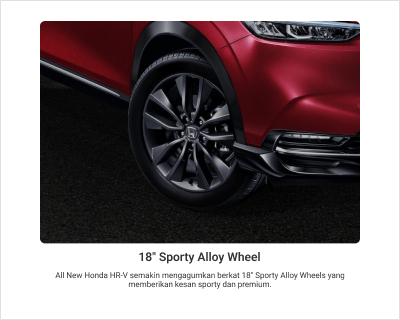 18" Sporty Alloy Wheel
All New Honda HR-V semakin mengagumkan berkat 18" Sporty Alloy Wheels yang
memberikan kesan sporty dan premium.